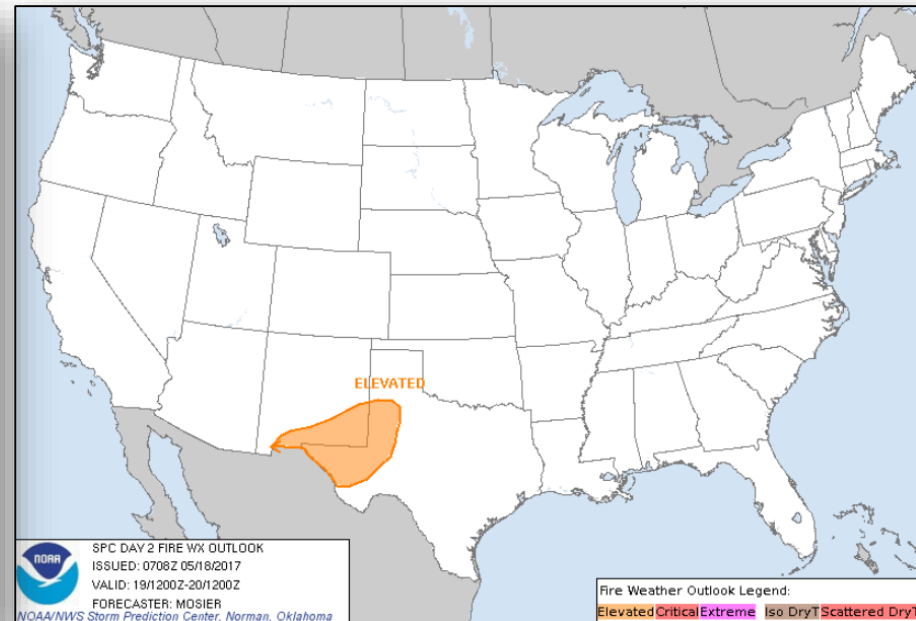 ELEVATED
NOAA
SPC DAY 2 FIRE WX OUTLOOK
ISSUED: 0708Z 05/18/2017
VALID: 19/1200Z-20/1200Z
FORECASTER: MOSIER
NOAA/NWS Storm Prediction Center, Norman, Oklahoma
Fire Weather Outlook Legend:
Elevated Critical Extreme Iso DryT Scattered DryT